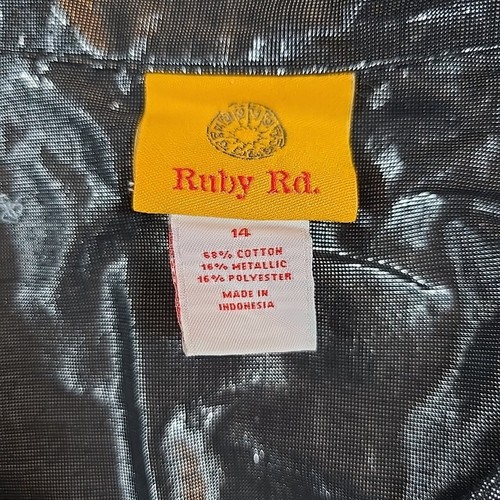 Ruby Rd.
14
68% COTTON
16% METALLIC
16% POLYESTER
MADE IN
INDONESIA